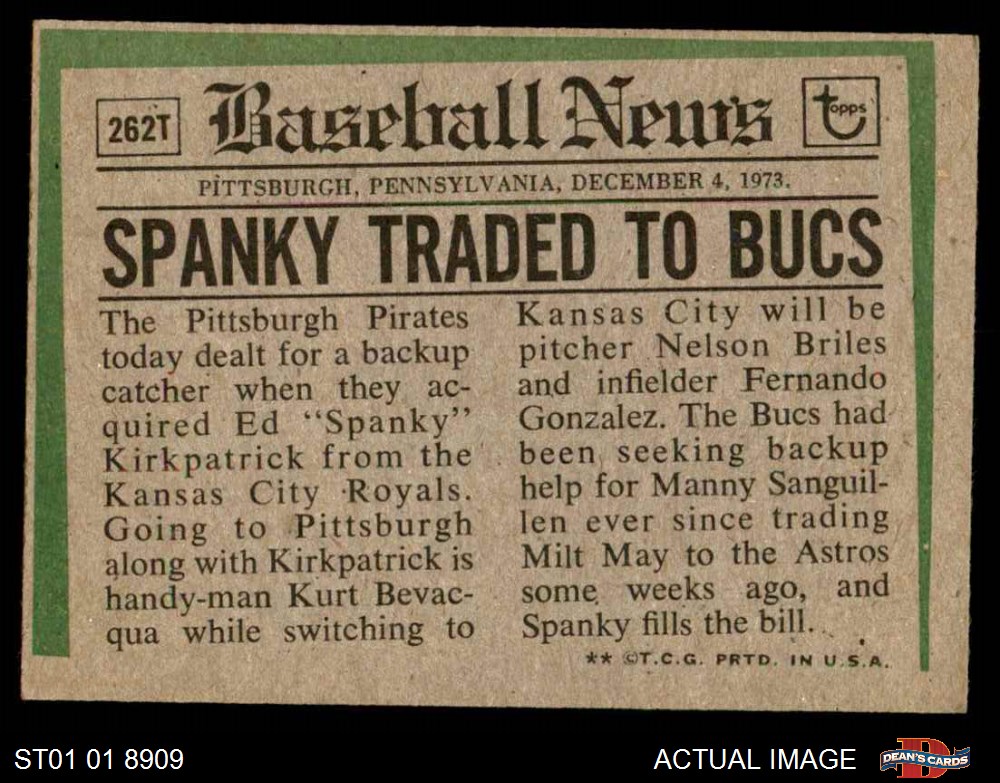 262T
Baseball News
topps
PITTSBURGH, PENNSYLVANIA, DECEMBER 4, 1973.
SPANKY TRADED TO BUCS
The Pittsburgh Pirates
today dealt for a backup
catcher when they ac-
quired Ed "Spanky"
Kirkpatrick from the
Kansas City Royals.
Going to Pittsburgh
along with Kirkpatrick is
handy-man Kurt Bevac-
qua while switching to
Kansas City will be
pitcher Nelson Briles
and infielder Fernando
Gonzalez. The Bucs had
been seeking backup
help for Manny Sanguil-
len ever since trading
Milt May to the Astros
some weeks ago, and
Spanky fills the bill.
** ©T.C.G. PRTD. IN U.S.A.
ST01 01 8909
ACTUAL IMAGE
D
DEAN'S CARDS